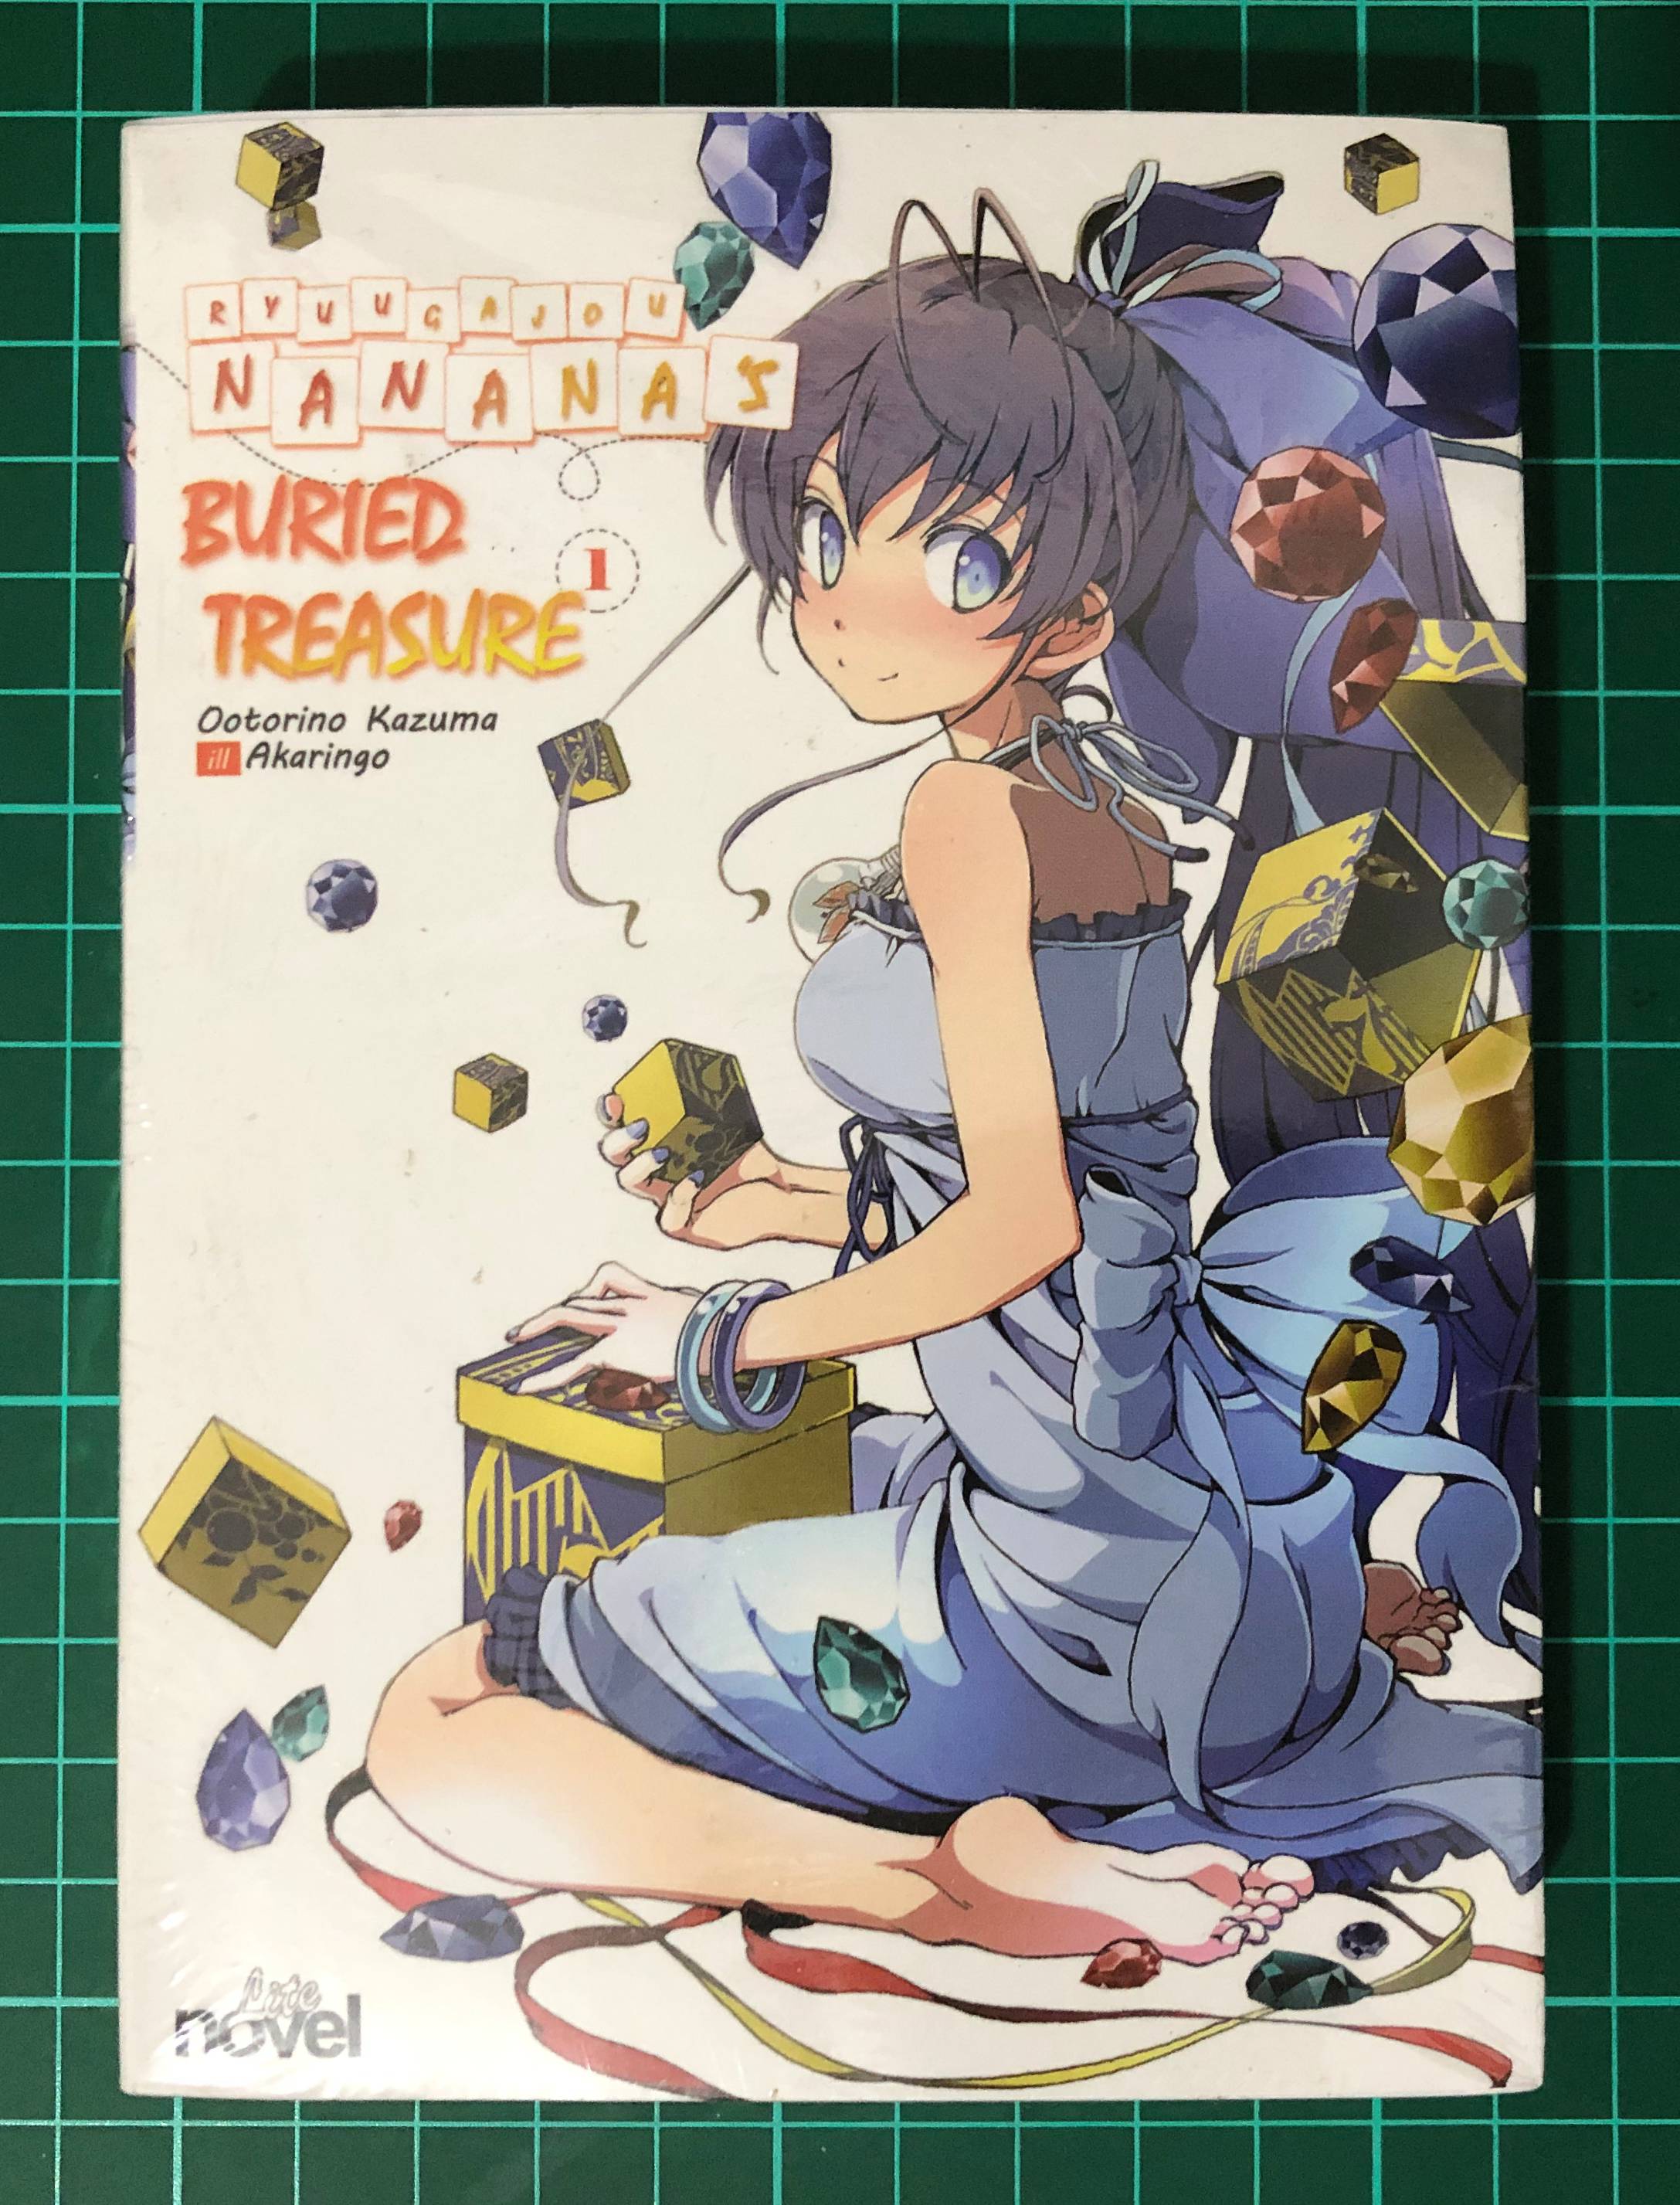 RYUUGAJOU
NANANA'S
BURIED
TREASURE
1
Ootorino Kazuma
ill Akaringo
Lite
novel